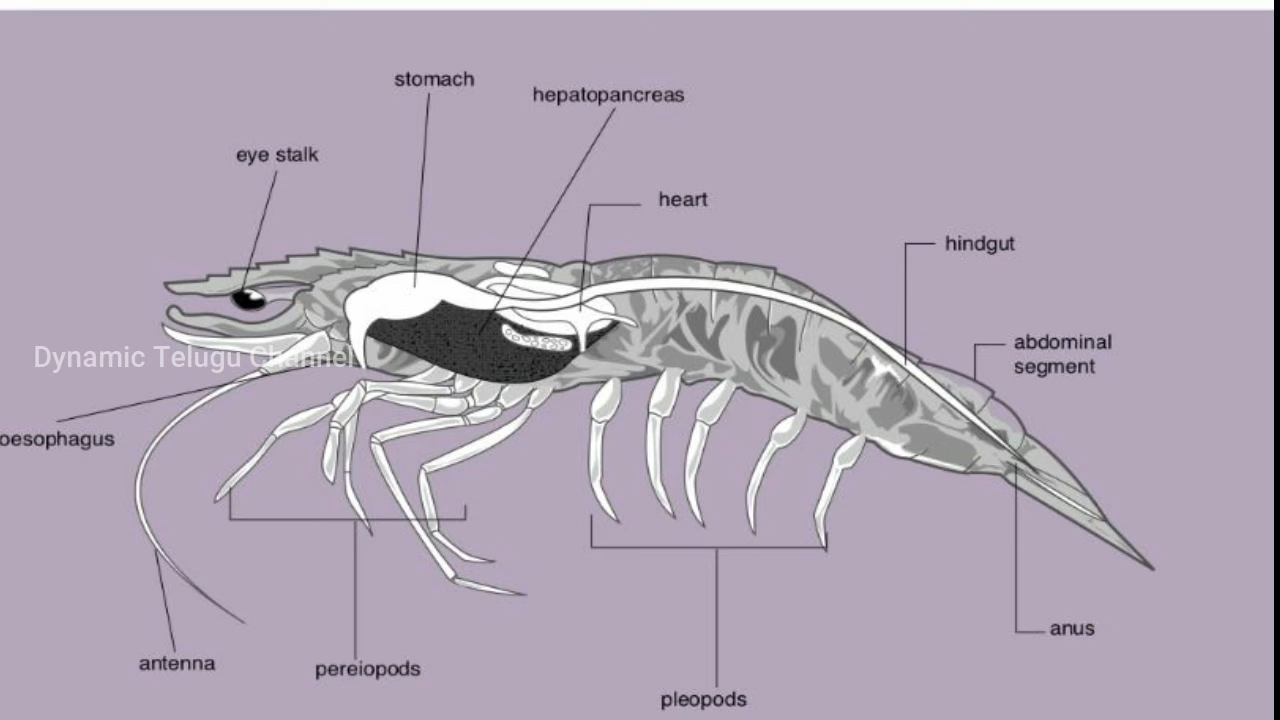 stomach
hepatopancreas
eye stalk
heart
hindgut
abdominal
segment
Dynamic Telugu Channel
oesophagus
anus
antenna
pereiopods
pleopods